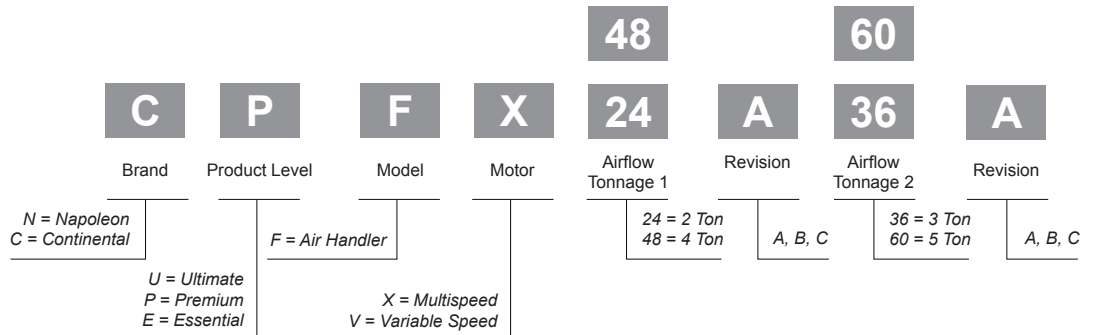 48 60
C P F X 24 A 36 A
Brand Product Level Model Motor Airflow Tonnage 1 Revision Airflow Tonnage 2 Revision
N = Napoleon
C = Continental
U = Ultimate
P = Premium
E = Essential
F = Air Handler
X = Multispeed
V = Variable Speed
24 = 2 Ton
48 = 4 Ton
A, B, C
36 = 3 Ton
60 = 5 Ton
A, B, C